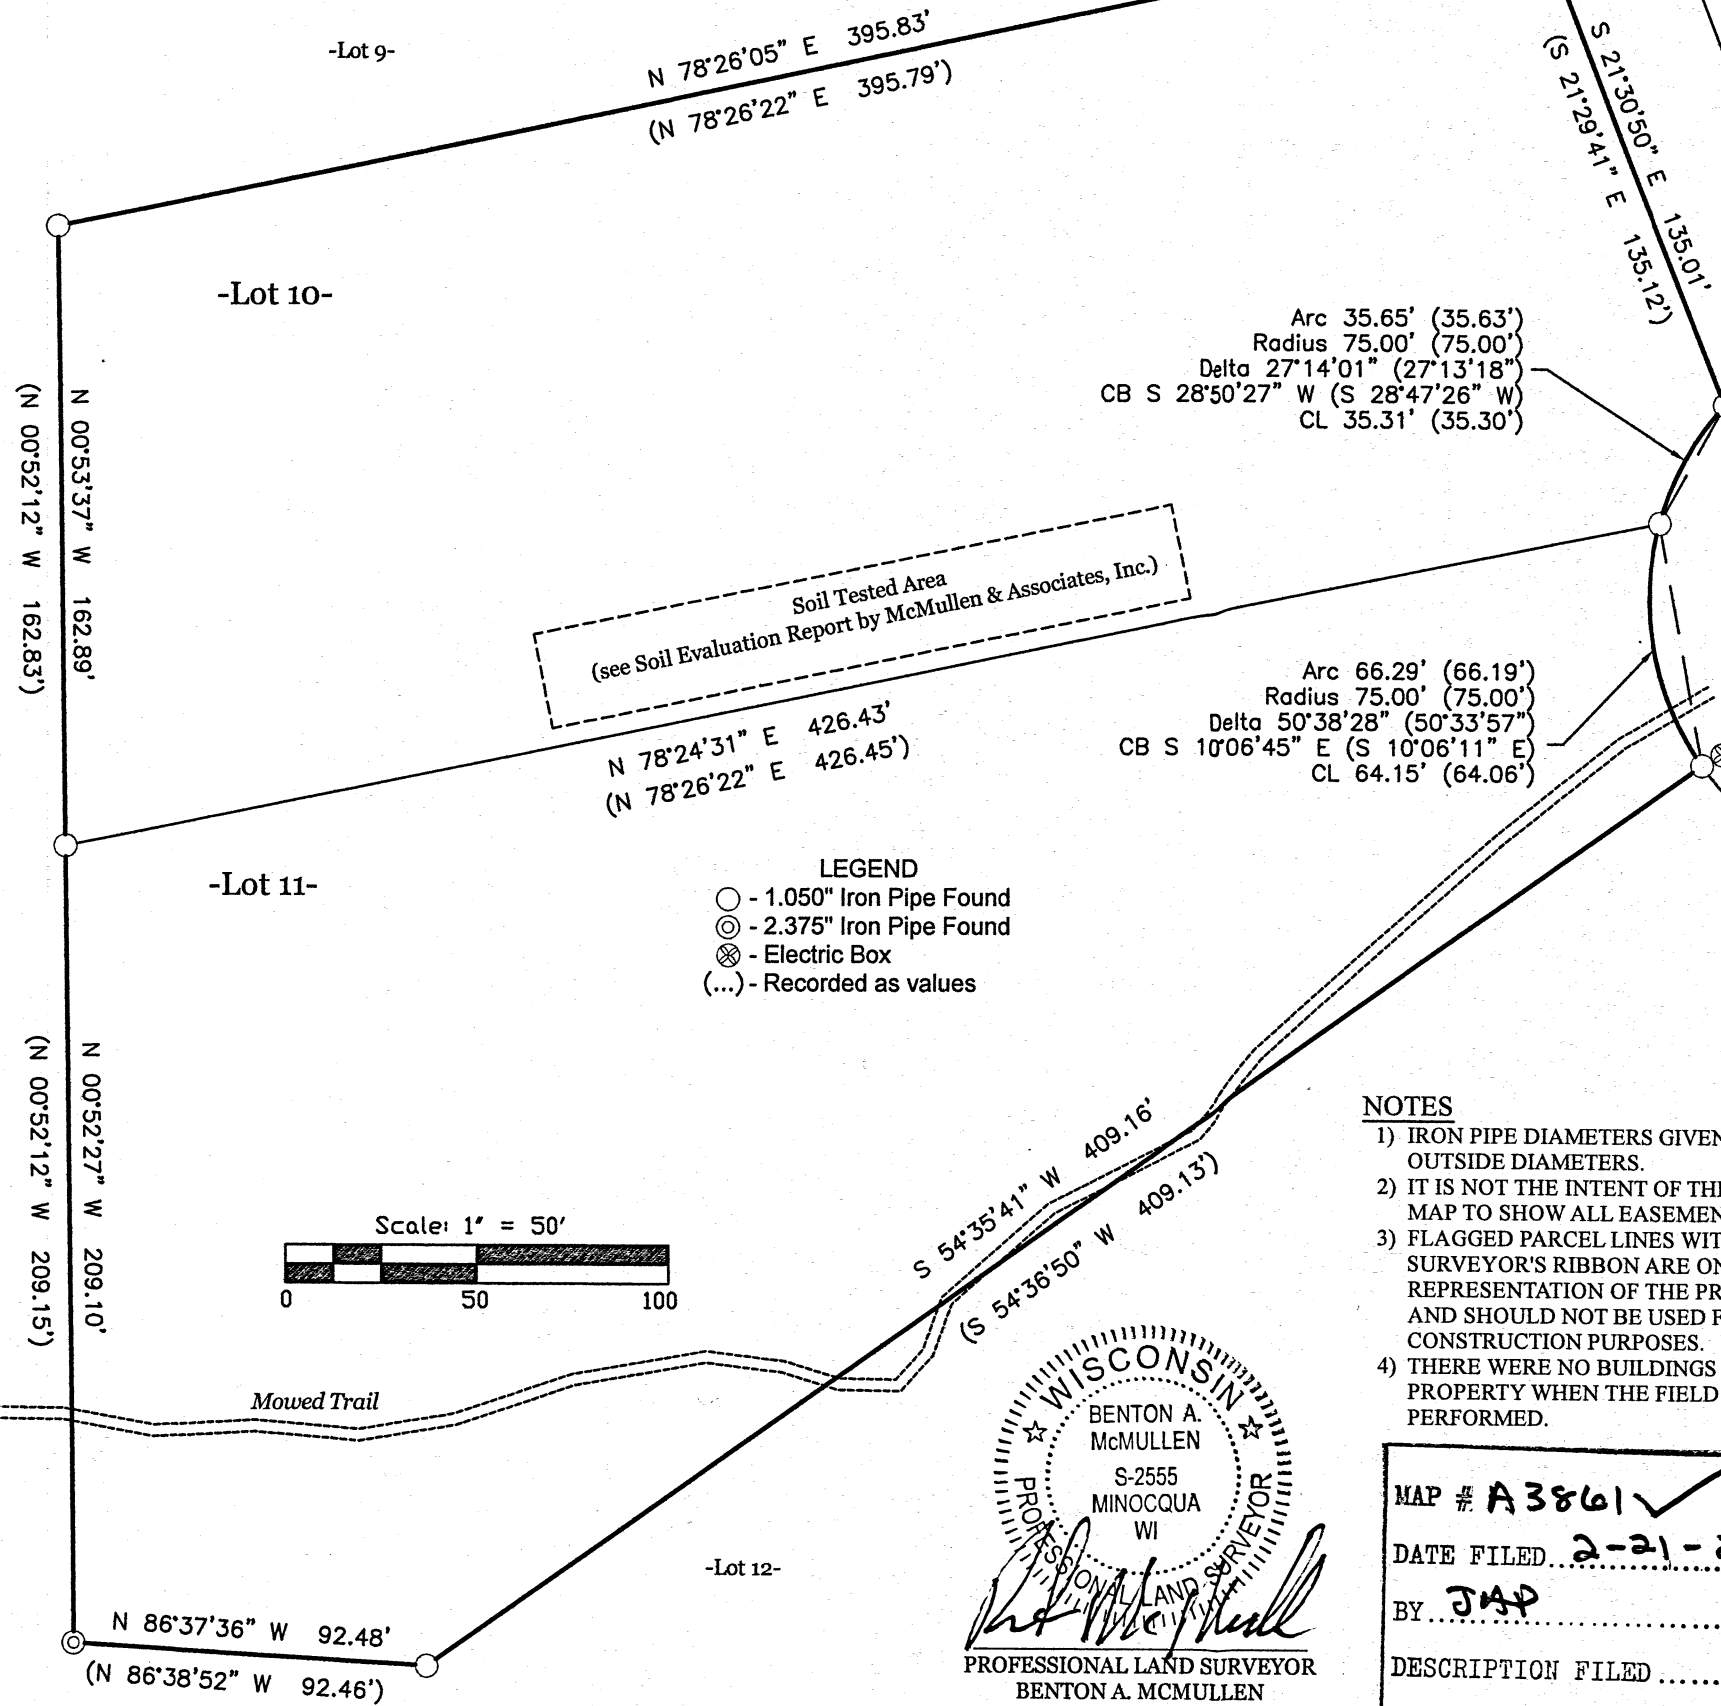 -Lot 9-
N 78°26'05" E 395.83'
(N 78°26'22" E 395.79')
S 21°30'50" E 135.01'
(S 21°29'41" E 135.12')
-Lot 10-
Arc 35.65' (35.63')
Radius 75.00' (75.00')
Delta 27°14'01" (27°13'18")
CB S 28°50'27" W (S 28°47'26" W)
CL 35.31' (35.30')
N 00°53'37" W 162.89'
(N 00°52'12" W 162.83')
Soil Tested Area
(see Soil Evaluation Report by McMullen & Associates, Inc.)
Arc 66.29' (66.19')
Radius 75.00' (75.00')
Delta 50°38'28" (50°33'57")
CB S 10°06'45" E (S 10°06'11" E)
CL 64.15' (64.06')
N 78°24'31" E 426.43'
(N 78°26'22" E 426.45')
-Lot 11-
LEGEND
- 1.050" Iron Pipe Found
- 2.375" Iron Pipe Found
- Electric Box
(...) - Recorded as values
N 00°52'27" W 209.10'
(N 00°52'12" W 209.15')
S 54°35'41" W 409.16'
(S 54°36'50" W 409.13')
Scale: 1" = 50'
0 50 100
Mowed Trail
NOTES
1) IRON PIPE DIAMETERS GIVEN
OUTSIDE DIAMETERS.
2) IT IS NOT THE INTENT OF THE
MAP TO SHOW ALL EASEMEN
3) FLAGGED PARCEL LINES WIT
SURVEYOR'S RIBBON ARE ON
REPRESENTATION OF THE PR
AND SHOULD NOT BE USED F
CONSTRUCTION PURPOSES.
4) THERE WERE NO BUILDINGS
PROPERTY WHEN THE FIELD
PERFORMED.
WISCONSIN
BENTON A.
McMULLEN
S-2555
MINOCQUA
WI
PROFESSIONAL LAND SURVEYOR
-Lot 12-
PROFESSIONAL LAND SURVEYOR
BENTON A. MCMULLEN
N 86°37'36" W 92.48'
(N 86°38'52" W 92.46')
MAP # A3861
DATE FILED 2-21-2
BY JAP
DESCRIPTION FILED